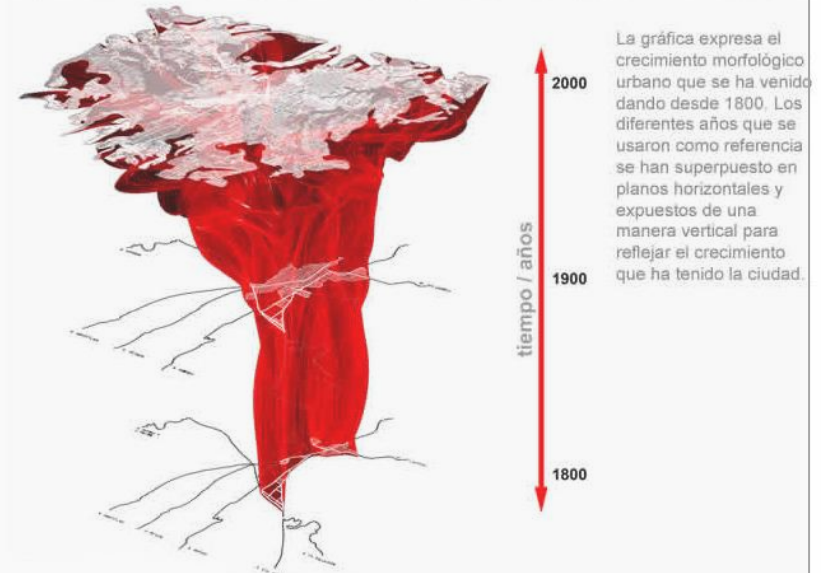 La gráfica expresa el
crecimiento morfológico
urbano que se ha venido
dando desde 1800. Los
diferentes años que se
usaron como referencia
se han superpuesto en
planos horizontales y
expuestos de una
manera vertical para
reflejar el crecimiento
que ha tenido la ciudad.
2000
1900
1800
tiempo / años